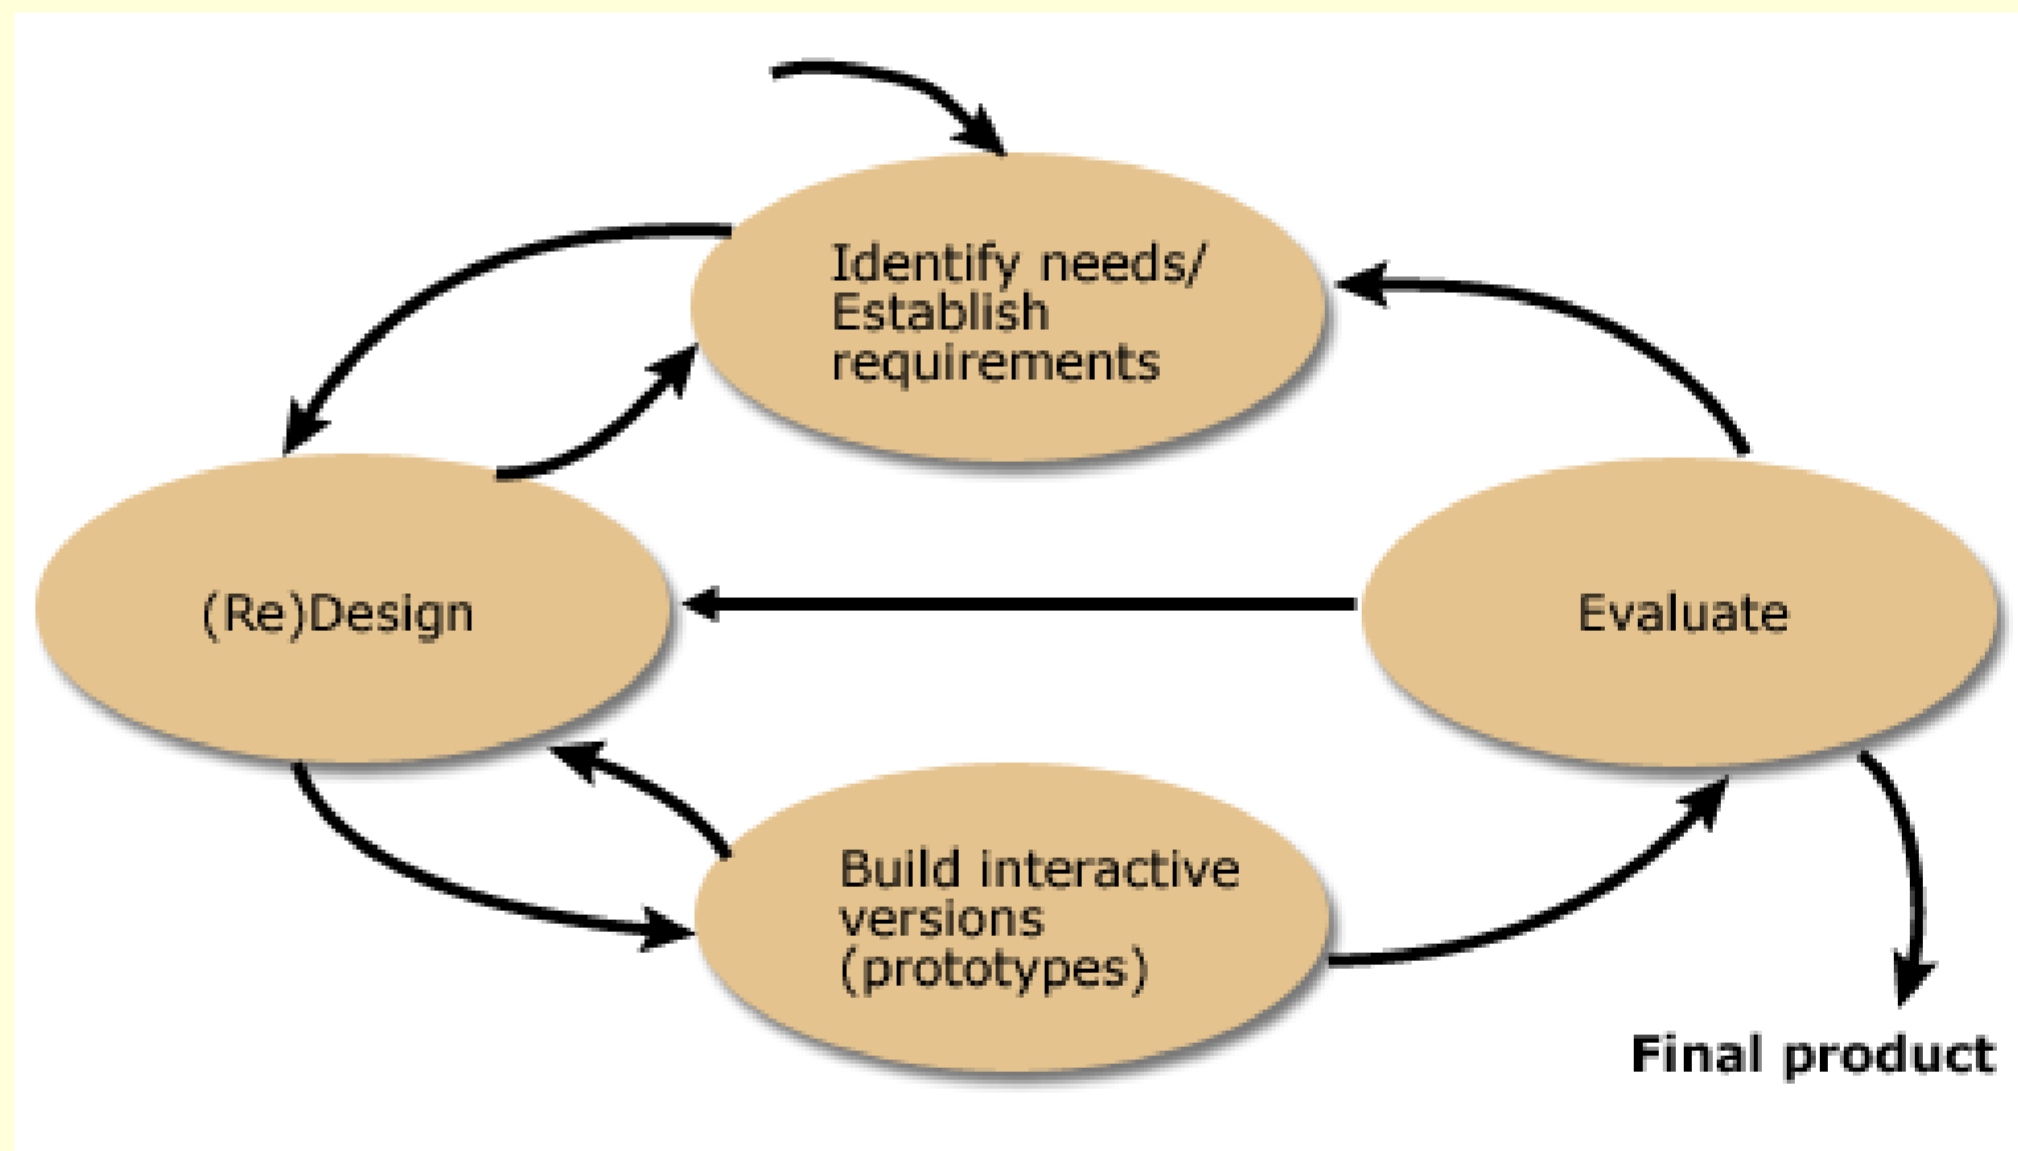 Identify needs/
Establish
requirements
(Re)Design
Evaluate
Build interactive
versions
(prototypes)
Final product